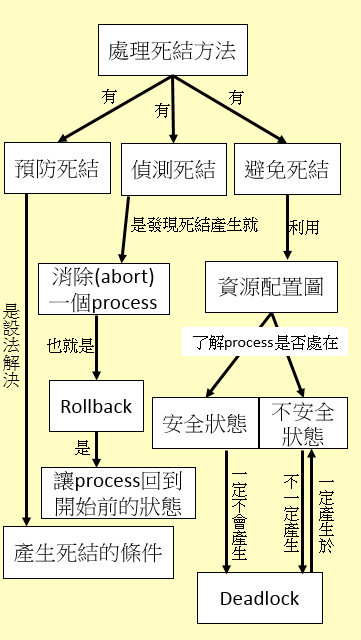 處理死結方法
有
有
有
預防死結
偵測死結
避免死結
是發現死結產生就
利用
消除(abort)
一個process
資源配置圖
是設法解決
也就是
了解process是否處在
Rollback
安全狀態
不安全
狀態
是
讓process回到
開始前的狀態
一定不會產生
不一定產生
一定產生於
產生死結的條件
Deadlock